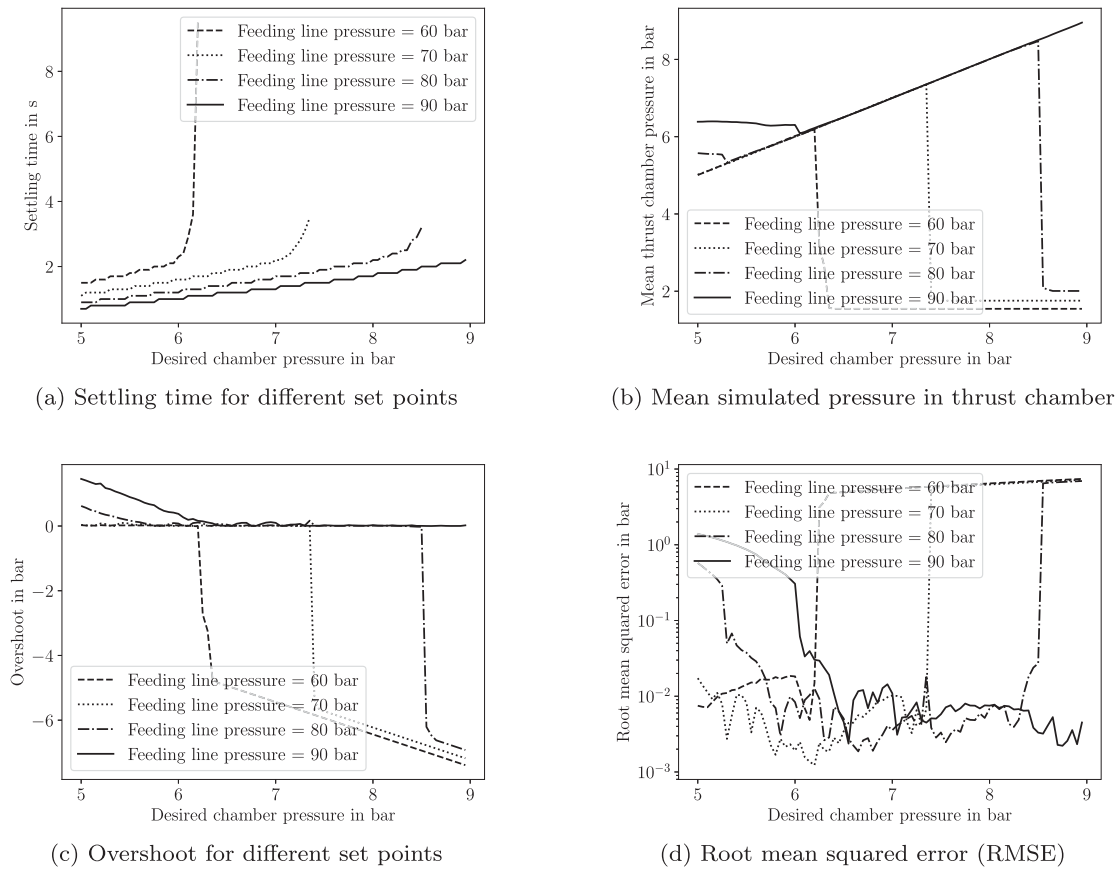 Settling time in s
8
6
4
2
5 6 7 8 9
Desired chamber pressure in bar
Feeding line pressure = 60 bar
Feeding line pressure = 70 bar
Feeding line pressure = 80 bar
Feeding line pressure = 90 bar
(a) Settling time for different set points
Mean thrust chamber pressure in bar
8
6
4
2
5 6 7 8 9
Desired chamber pressure in bar
Feeding line pressure = 60 bar
Feeding line pressure = 70 bar
Feeding line pressure = 80 bar
Feeding line pressure = 90 bar
(b) Mean simulated pressure in thrust chamber
Overshoot in bar
0
−2
−4
−6
5 6 7 8 9
Desired chamber pressure in bar
Feeding line pressure = 60 bar
Feeding line pressure = 70 bar
Feeding line pressure = 80 bar
Feeding line pressure = 90 bar
(c) Overshoot for different set points
Root mean squared error in bar
10¹
10⁰
10⁻¹
10⁻²
10⁻³
5 6 7 8 9
Desired chamber pressure in bar
Feeding line pressure = 60 bar
Feeding line pressure = 70 bar
Feeding line pressure = 80 bar
Feeding line pressure = 90 bar
(d) Root mean squared error (RMSE)